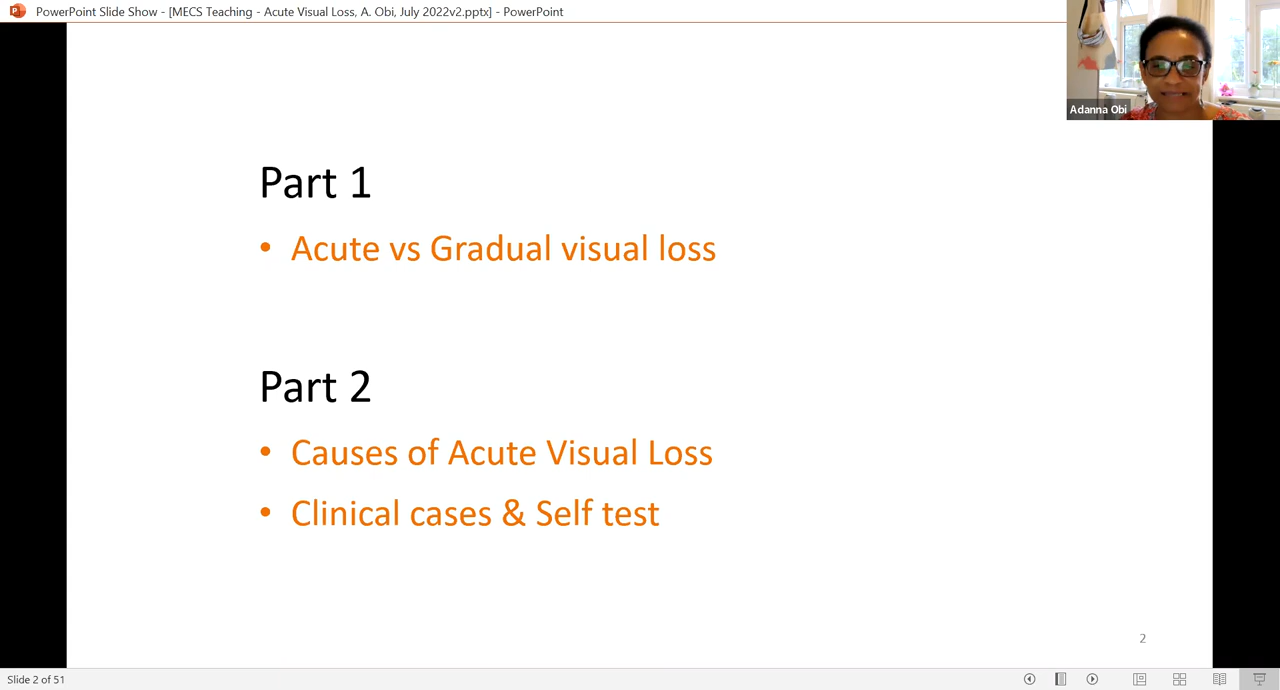 PowerPoint Slide Show - [MECS Teaching - Acute Visual Loss, A. Obi, July 2022v2.pptx] - PowerPoint
Adanna Obi
Part 1
• Acute vs Gradual visual loss
Part 2
• Causes of Acute Visual Loss
• Clinical cases & Self test
2
Slide 2 of 51